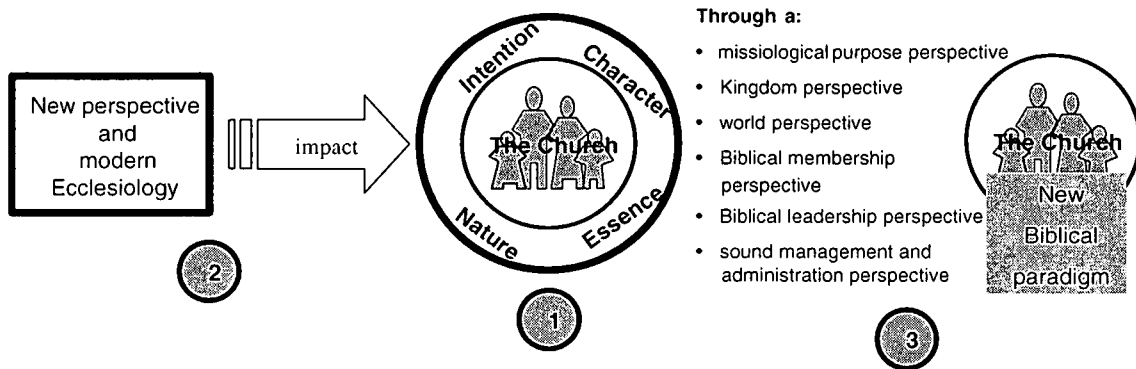 New perspective
and
modern
Ecclesiology
impact
2
Intention
Character
The Church
Nature
Essence
1
Through a:
• missiological purpose perspective
• Kingdom perspective
• world perspective
• Biblical membership
perspective
• Biblical leadership perspective
• sound management and
administration perspective
The Church
New
Biblical
paradigm
3